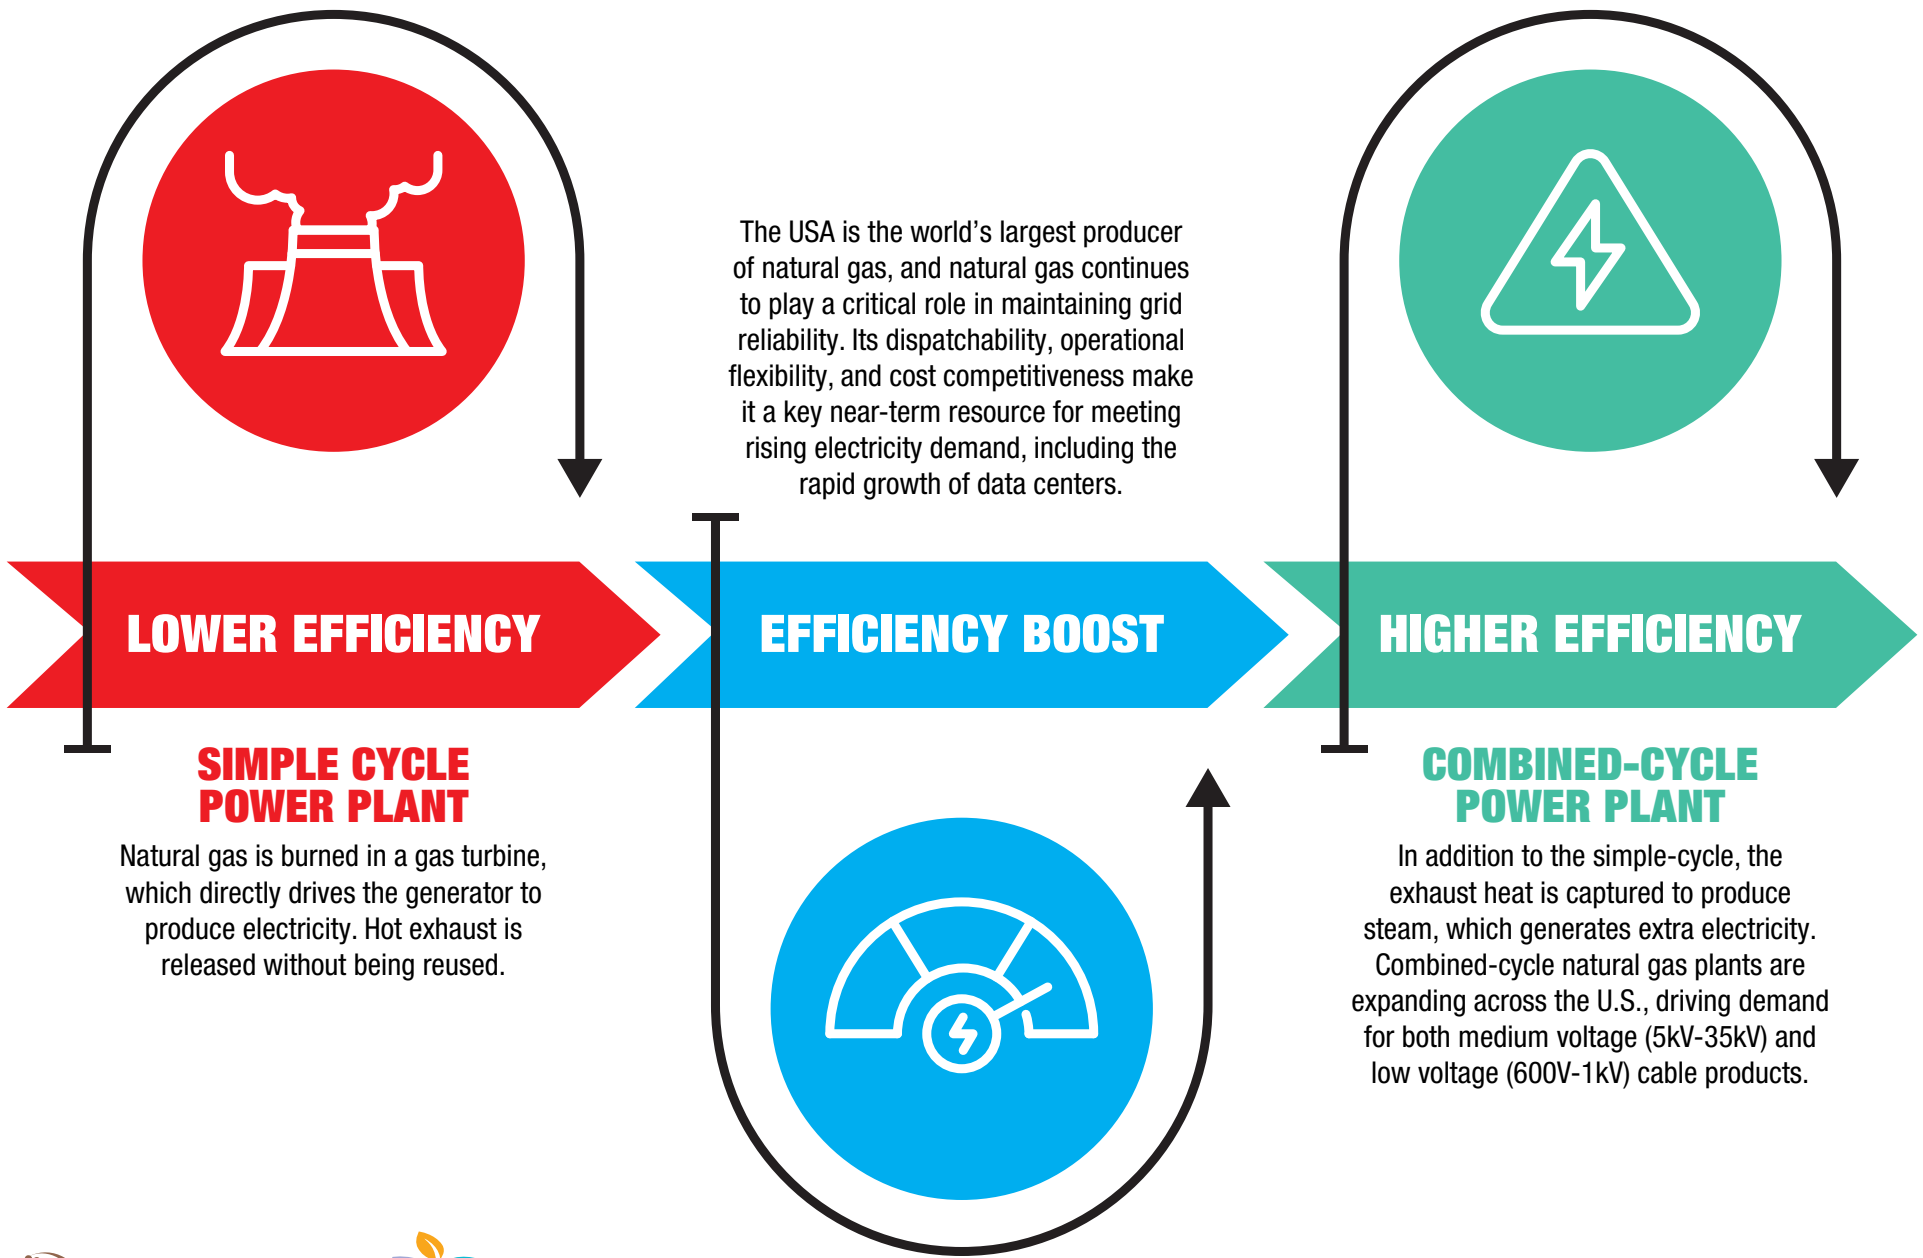 The USA is the world's largest producer
of natural gas, and natural gas continues
to play a critical role in maintaining grid
reliability. Its dispatchability, operational
flexibility, and cost competitiveness make
it a key near-term resource for meeting
rising electricity demand, including the
rapid growth of data centers.
LOWER EFFICIENCY
EFFICIENCY BOOST
HIGHER EFFICIENCY
SIMPLE CYCLE
POWER PLANT
Natural gas is burned in a gas turbine,
which directly drives the generator to
produce electricity. Hot exhaust is
released without being reused.
COMBINED-CYCLE
POWER PLANT
In addition to the simple-cycle, the
exhaust heat is captured to produce
steam, which generates extra electricity.
Combined-cycle natural gas plants are
expanding across the U.S., driving demand
for both medium voltage (5kV-35kV) and
low voltage (600V-1kV) cable products.